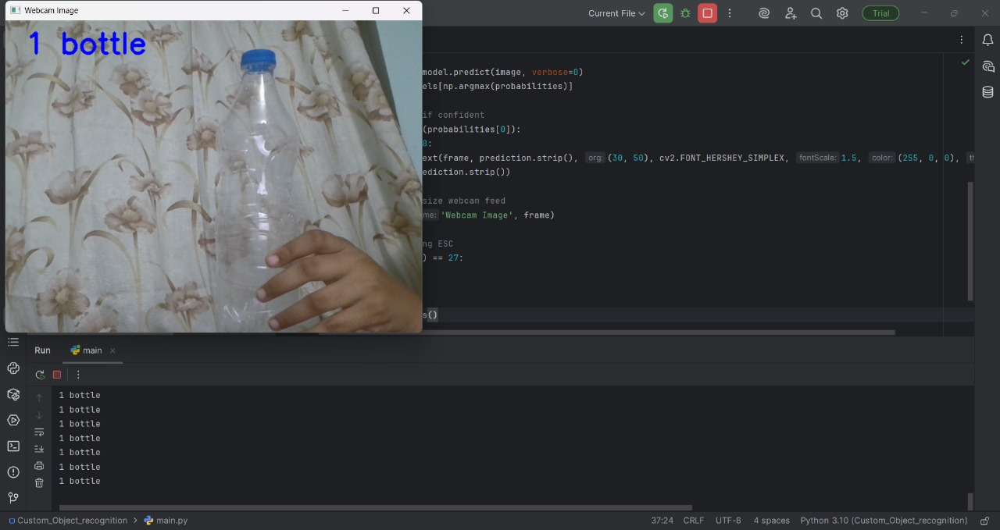 Webcam Image
1 bottle
Current File
Trial
model.predict(image, verbose=0)
els[np.argmax(probabilities)]
if confident
(probabilities[0]):
8:
ext(frame, prediction.strip(), org: (30, 50), cv2.FONT_HERSHEY_SIMPLEX, fontScale: 1.5, color: (255, 0, 0),
ediction.strip())
size webcam feed
me: 'Webcam Image', frame)
ng ESC
) == 27:
s()
Run main
1 bottle
1 bottle
1 bottle
1 bottle
1 bottle
1 bottle
1 bottle
Custom_Object_recognition > main.py 37:24 CRLF UTF-8 4 spaces Python 3.10 (Custom_Object_recognition)